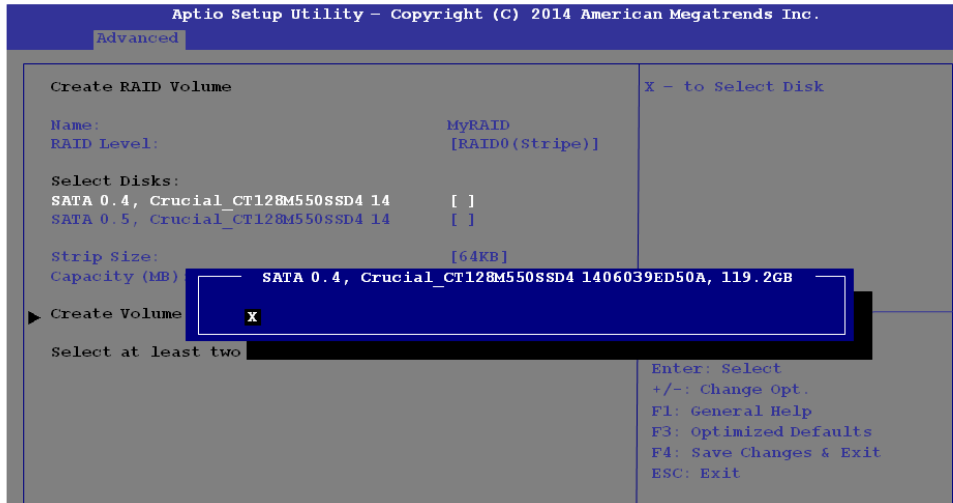 Aptio Setup Utility – Copyright (C) 2014 American Megatrends Inc.
Advanced
Create RAID Volume
Name: MyRAID
RAID Level: [RAID0(Stripe)]
Select Disks:
SATA 0.4, Crucial_CT128M550SSD4 14 [ ]
SATA 0.5, Crucial_CT128M550SSD4 14 [ ]
Strip Size: [64KB]
Capacity (MB)
SATA 0.4, Crucial_CT128M550SSD4 1406039ED50A, 119.2GB
X
Create Volume
Select at least two
X – to Select Disk
Enter: Select
+/-: Change Opt.
F1: General Help
F3: Optimized Defaults
F4: Save Changes & Exit
ESC: Exit